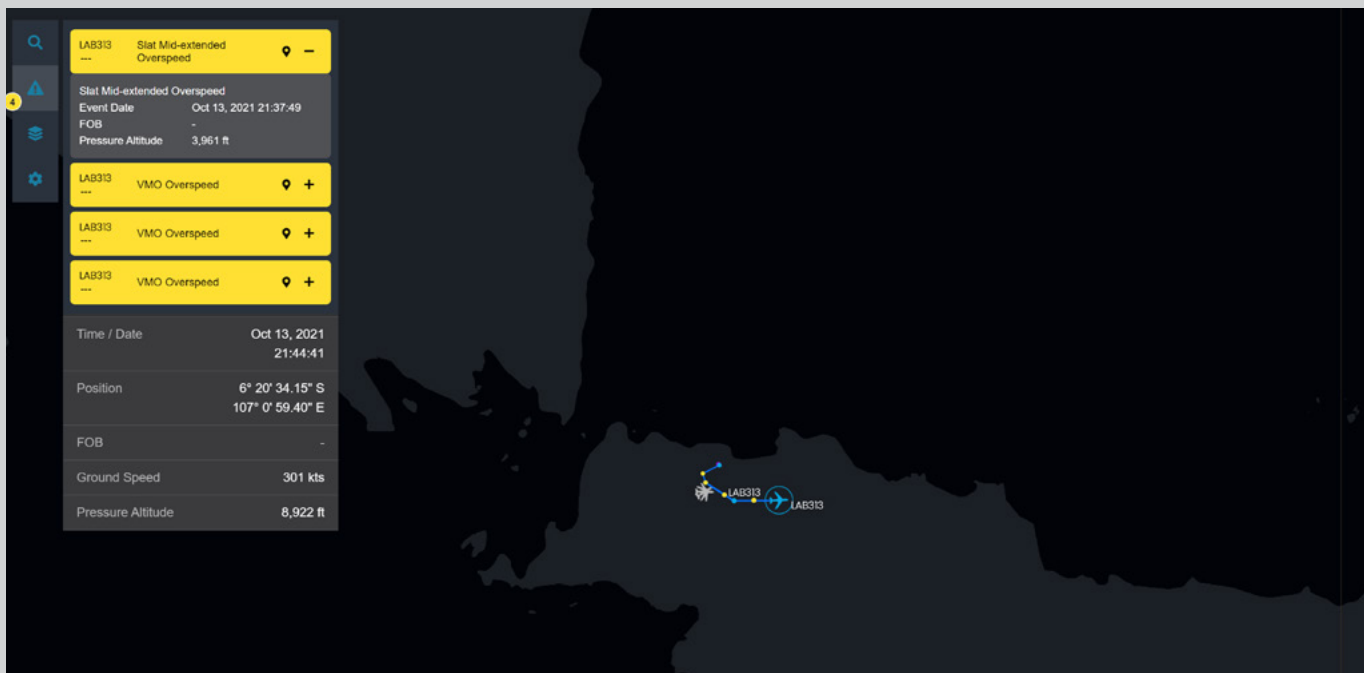 4
LAB313
---
Slat Mid-extended
Overspeed
Slat Mid-extended Overspeed
Event Date Oct 13, 2021 21:37:49
FOB -
Pressure Altitude 3,961 ft
LAB313
---
VMO Overspeed
LAB313
---
VMO Overspeed
LAB313
---
VMO Overspeed
Time / Date Oct 13, 2021
21:44:41
Position 6° 20' 34.15" S
107° 0' 59.40" E
FOB -
Ground Speed 301 kts
Pressure Altitude 8,922 ft
LAB313
LAB313